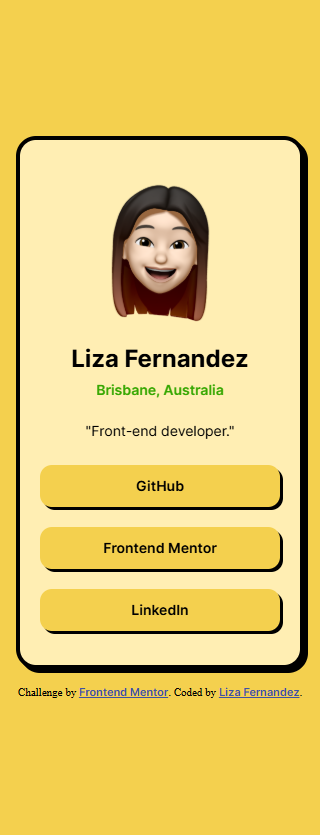 Liza Fernandez
Brisbane, Australia
"Front-end developer."
GitHub
Frontend Mentor
LinkedIn
Challenge by Frontend Mentor. Coded by Liza Fernandez.